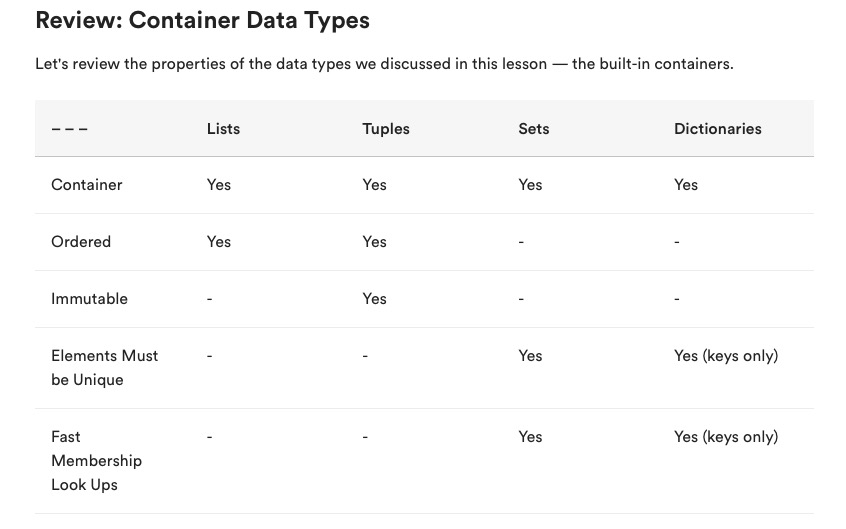 Review: Container Data Types
Let's review the properties of the data types we discussed in this lesson — the built-in containers.
– – – Lists Tuples Sets Dictionaries
Container Yes Yes Yes Yes
Ordered Yes Yes - -
Immutable - Yes - -
Elements Must - - Yes Yes (keys only)
be Unique
Fast - - Yes Yes (keys only)
Membership
Look Ups